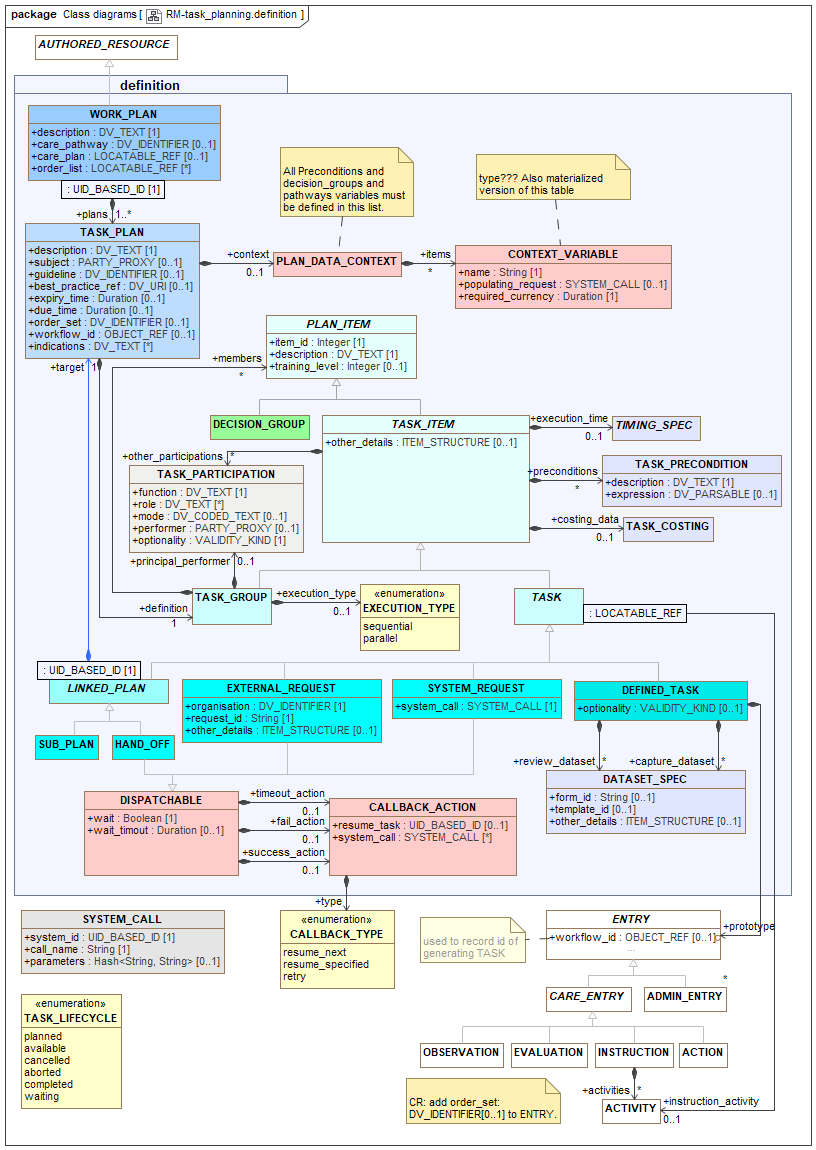 package Class diagrams [ RM-task_planning.definition ]
AUTHORED_RESOURCE
definition
WORK_PLAN
+description : DV_TEXT [1]
+care_pathway : DV_IDENTIFIER [0..1]
+care_plan : LOCATABLE_REF [0..1]
+order_list : LOCATABLE_REF [*]
: UID_BASED_ID [1]
+plans
1..*
All Preconditions and
decision_groups and
pathways variables must
be defined in this list.
type??? Also materialized
version of this table
TASK_PLAN
+description : DV_TEXT [1]
+subject : PARTY_PROXY [0..1]
+guideline : DV_IDENTIFIER [0..1]
+best_practice_ref : DV_URI [0..1]
+expiry_time : Duration [0..1]
+due_time : Duration [0..1]
+order_set : DV_IDENTIFIER [0..1]
+workflow_id : OBJECT_REF [0..1]
+indications : DV_TEXT [*]
+context
0..1
PLAN_DATA_CONTEXT
+items
*
CONTEXT_VARIABLE
+name : String [1]
+populating_request : SYSTEM_CALL [0..1]
+required_currency : Duration [1]
PLAN_ITEM
+item_id : Integer [1]
+description : DV_TEXT [1]
+training_level : Integer [0..1]
+members
*
+target
1
DECISION_GROUP
TASK_ITEM
+other_details : ITEM_STRUCTURE [0..1]
+execution_time
0..1
TIMING_SPEC
+other_participations
*
TASK_PARTICIPATION
+function : DV_TEXT [1]
+role : DV_TEXT [*]
+mode : DV_CODED_TEXT [0..1]
+performer : PARTY_PROXY [0..1]
+optionality : VALIDITY_KIND [1]
+preconditions
*
TASK_PRECONDITION
+description : DV_TEXT [1]
+expression : DV_PARSABLE [0..1]
+costing_data
0..1
TASK_COSTING
+principal_performer
0..1
+definition
1
TASK_GROUP
+execution_type
0..1
«enumeration»
EXECUTION_TYPE
sequential
parallel
TASK
: LOCATABLE_REF
: UID_BASED_ID [1]
LINKED_PLAN
EXTERNAL_REQUEST
+organisation : DV_IDENTIFIER [1]
+request_id : String [1]
+other_details : ITEM_STRUCTURE [0..1]
SYSTEM_REQUEST
+system_call : SYSTEM_CALL [1]
DEFINED_TASK
+optionality : VALIDITY_KIND [0..1]
SUB_PLAN
HAND_OFF
+review_dataset
*
+capture_dataset
*
DATASET_SPEC
+form_id : String [0..1]
+template_id [0..1]
+other_details : ITEM_STRUCTURE [0..1]
DISPATCHABLE
+wait : Boolean [1]
+wait_timout : Duration [0..1]
+timeout_action
0..1
+fail_action
0..1
+success_action
0..1
CALLBACK_ACTION
+resume_task : UID_BASED_ID [0..1]
+system_call : SYSTEM_CALL [*]
+type
«enumeration»
CALLBACK_TYPE
resume_next
resume_specified
retry
SYSTEM_CALL
+system_id : UID_BASED_ID [1]
+call_name : String [1]
+parameters : Hash<String, String> [0..1]
used to record id of
generating TASK
ENTRY
+workflow_id : OBJECT_REF [0..1]
...
+prototype
*
CARE_ENTRY
ADMIN_ENTRY
«enumeration»
TASK_LIFECYCLE
planned
available
cancelled
aborted
completed
waiting
OBSERVATION
EVALUATION
INSTRUCTION
ACTION
CR: add order_set:
DV_IDENTIFIER[0..1] to ENTRY.
+activities
*
ACTIVITY
+instruction_activity
0..1